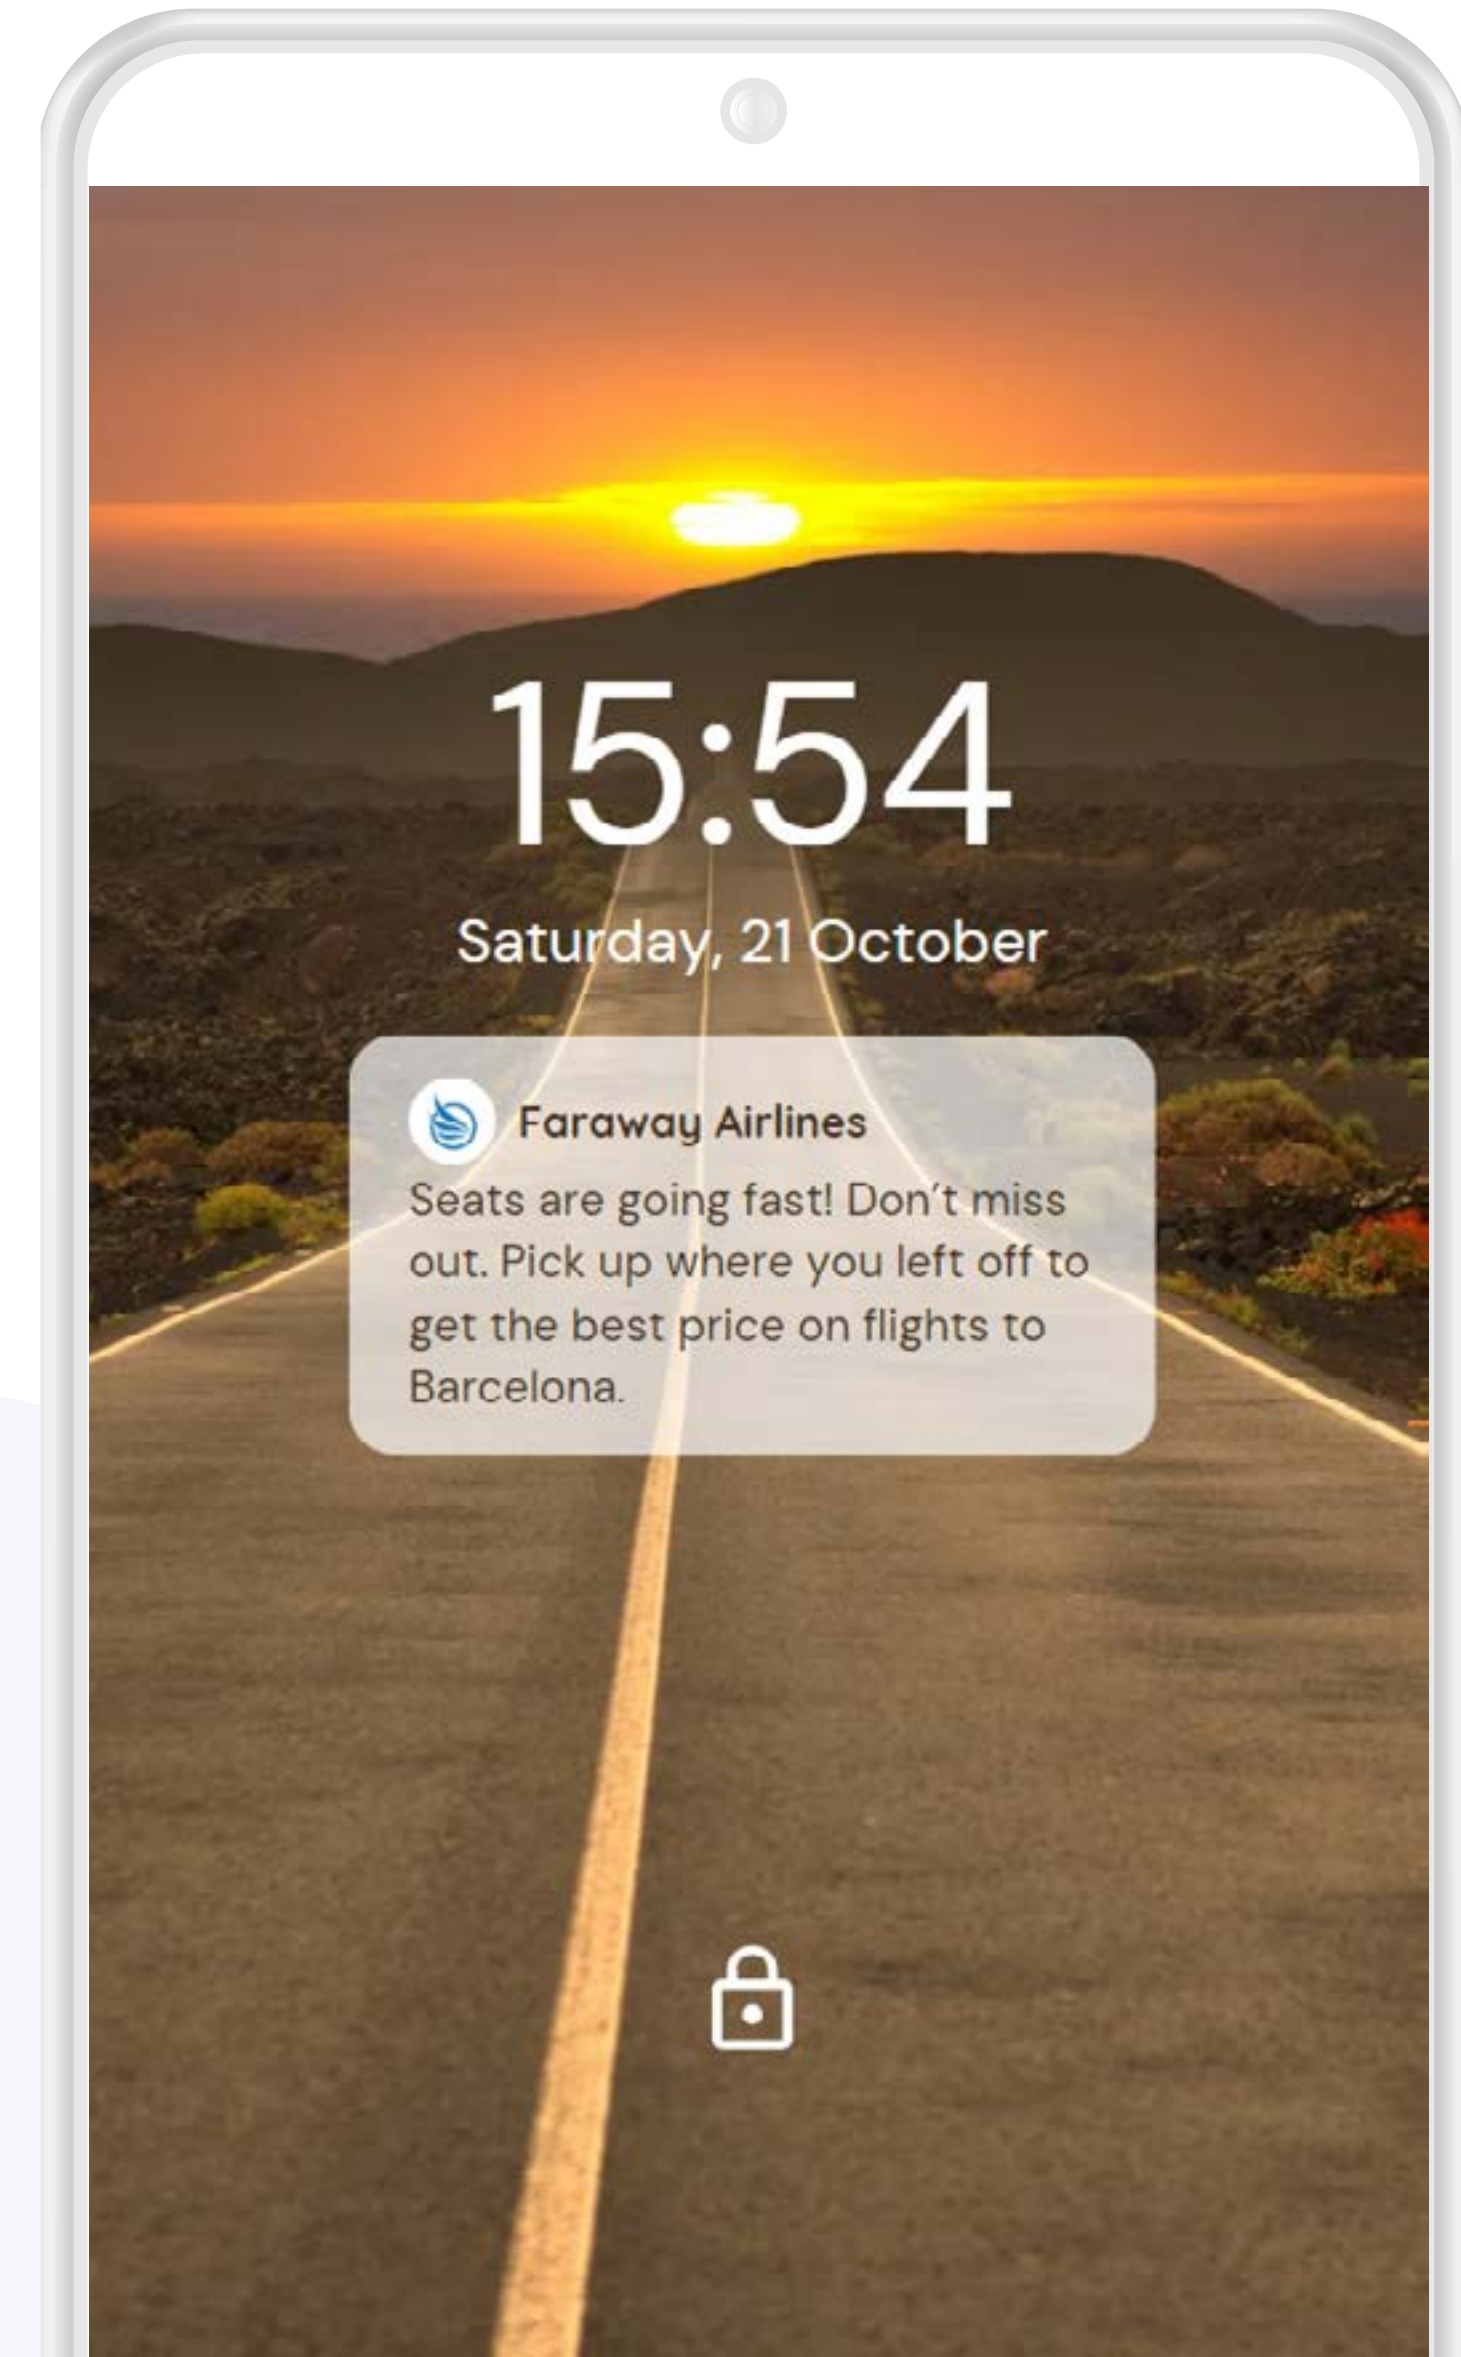 15:54
Saturday, 21 October
Faraway Airlines
Seats are going fast! Don't miss
out. Pick up where you left off to
get the best price on flights to
Barcelona.